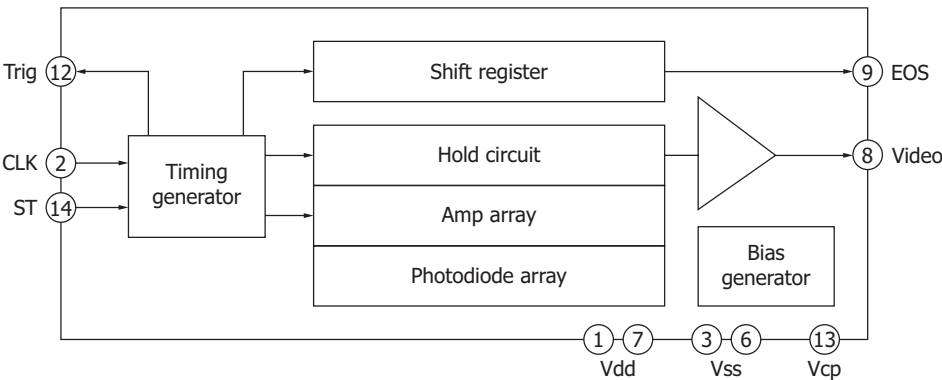 Trig 12
Shift register
9 EOS
CLK 2
Timing
generator
Hold circuit
8 Video
ST 14
Amp array
Photodiode array
Bias
generator
1 7 3 6 13
Vdd Vss Vcp